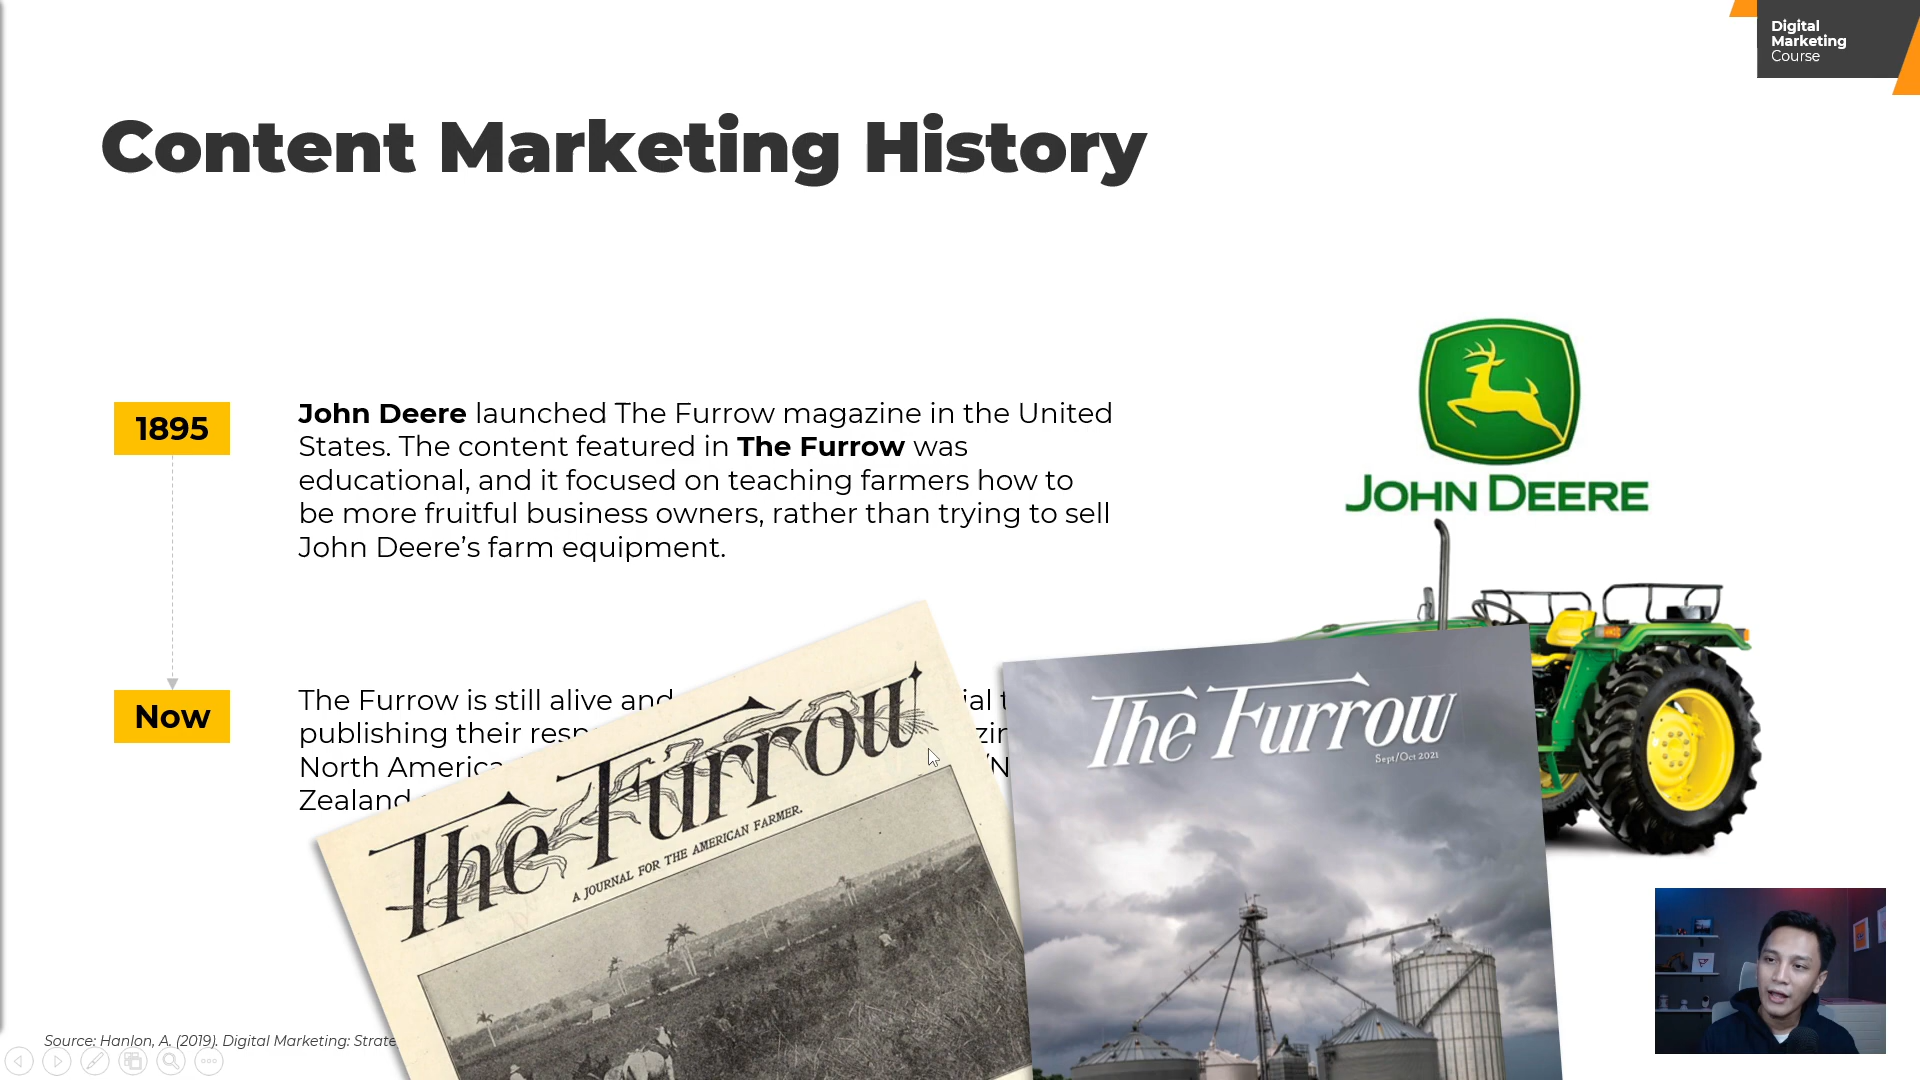 Digital
Marketing
Course
Content Marketing History
1895
John Deere launched The Furrow magazine in the United
States. The content featured in The Furrow was
educational, and it focused on teaching farmers how to
be more fruitful business owners, rather than trying to sell
John Deere’s farm equipment.
JOHN DEERE
Now
The Furrow is still alive and
publishing their
North America
Zealand
The Furrow
A JOURNAL FOR THE AMERICAN FARMER.
The Furrow
Sept/Oct 2021
Source: Hanlon, A. (2019). Digital Marketing: